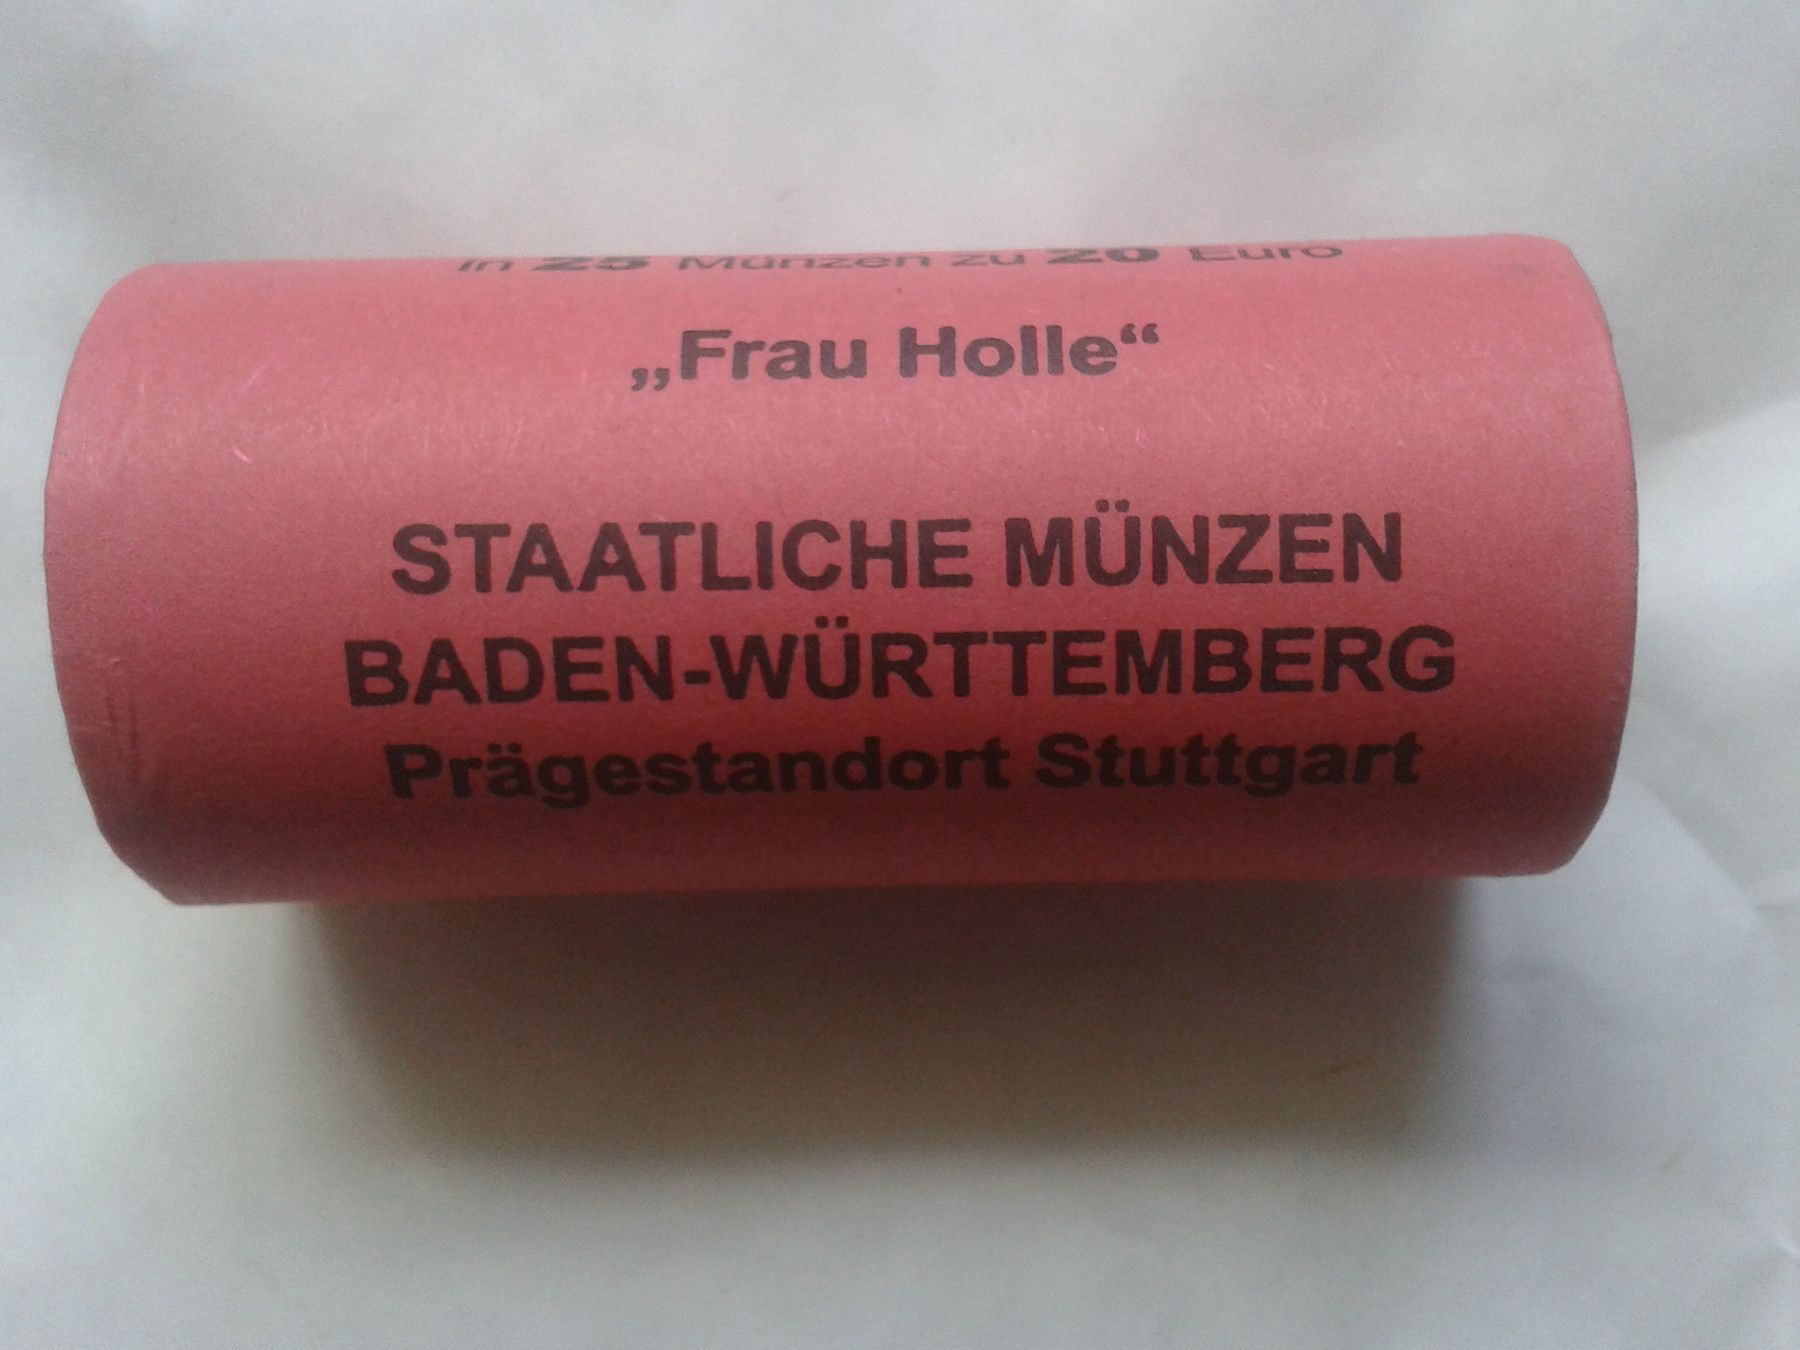 in 25 Münzen zu 20 Euro
„Frau Holle“
STAATLICHE MÜNZEN
BADEN-WÜRTTEMBERG
Prägestandort Stuttgart